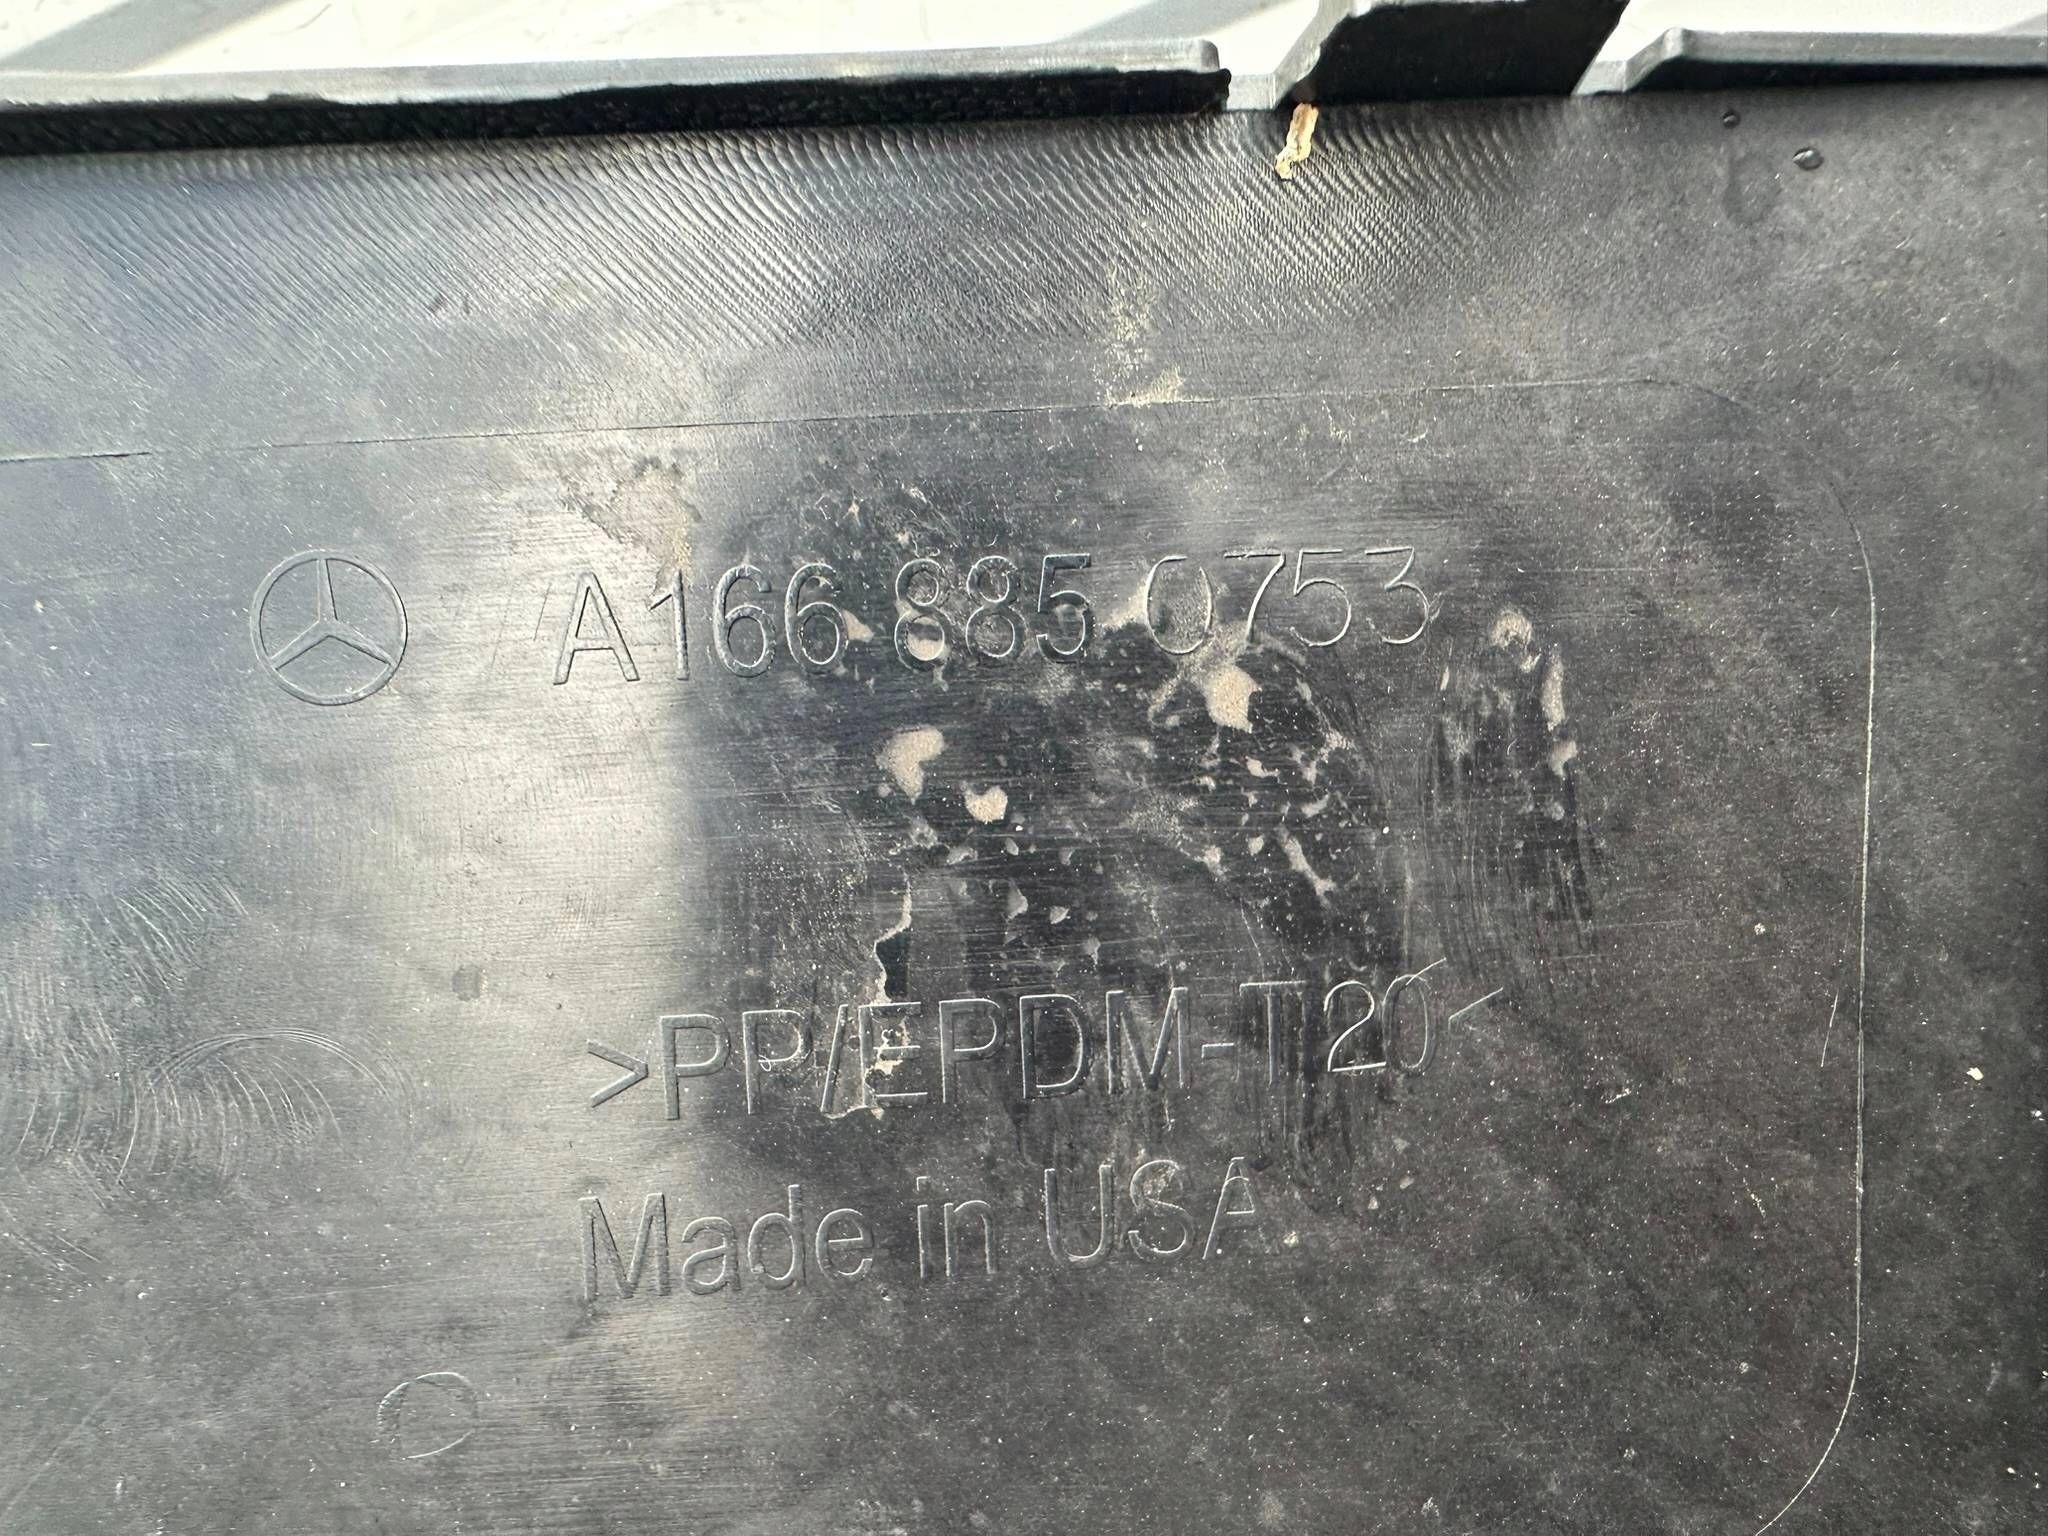 A166 885 0753
>PP/EPDM-T20<
Made in USA